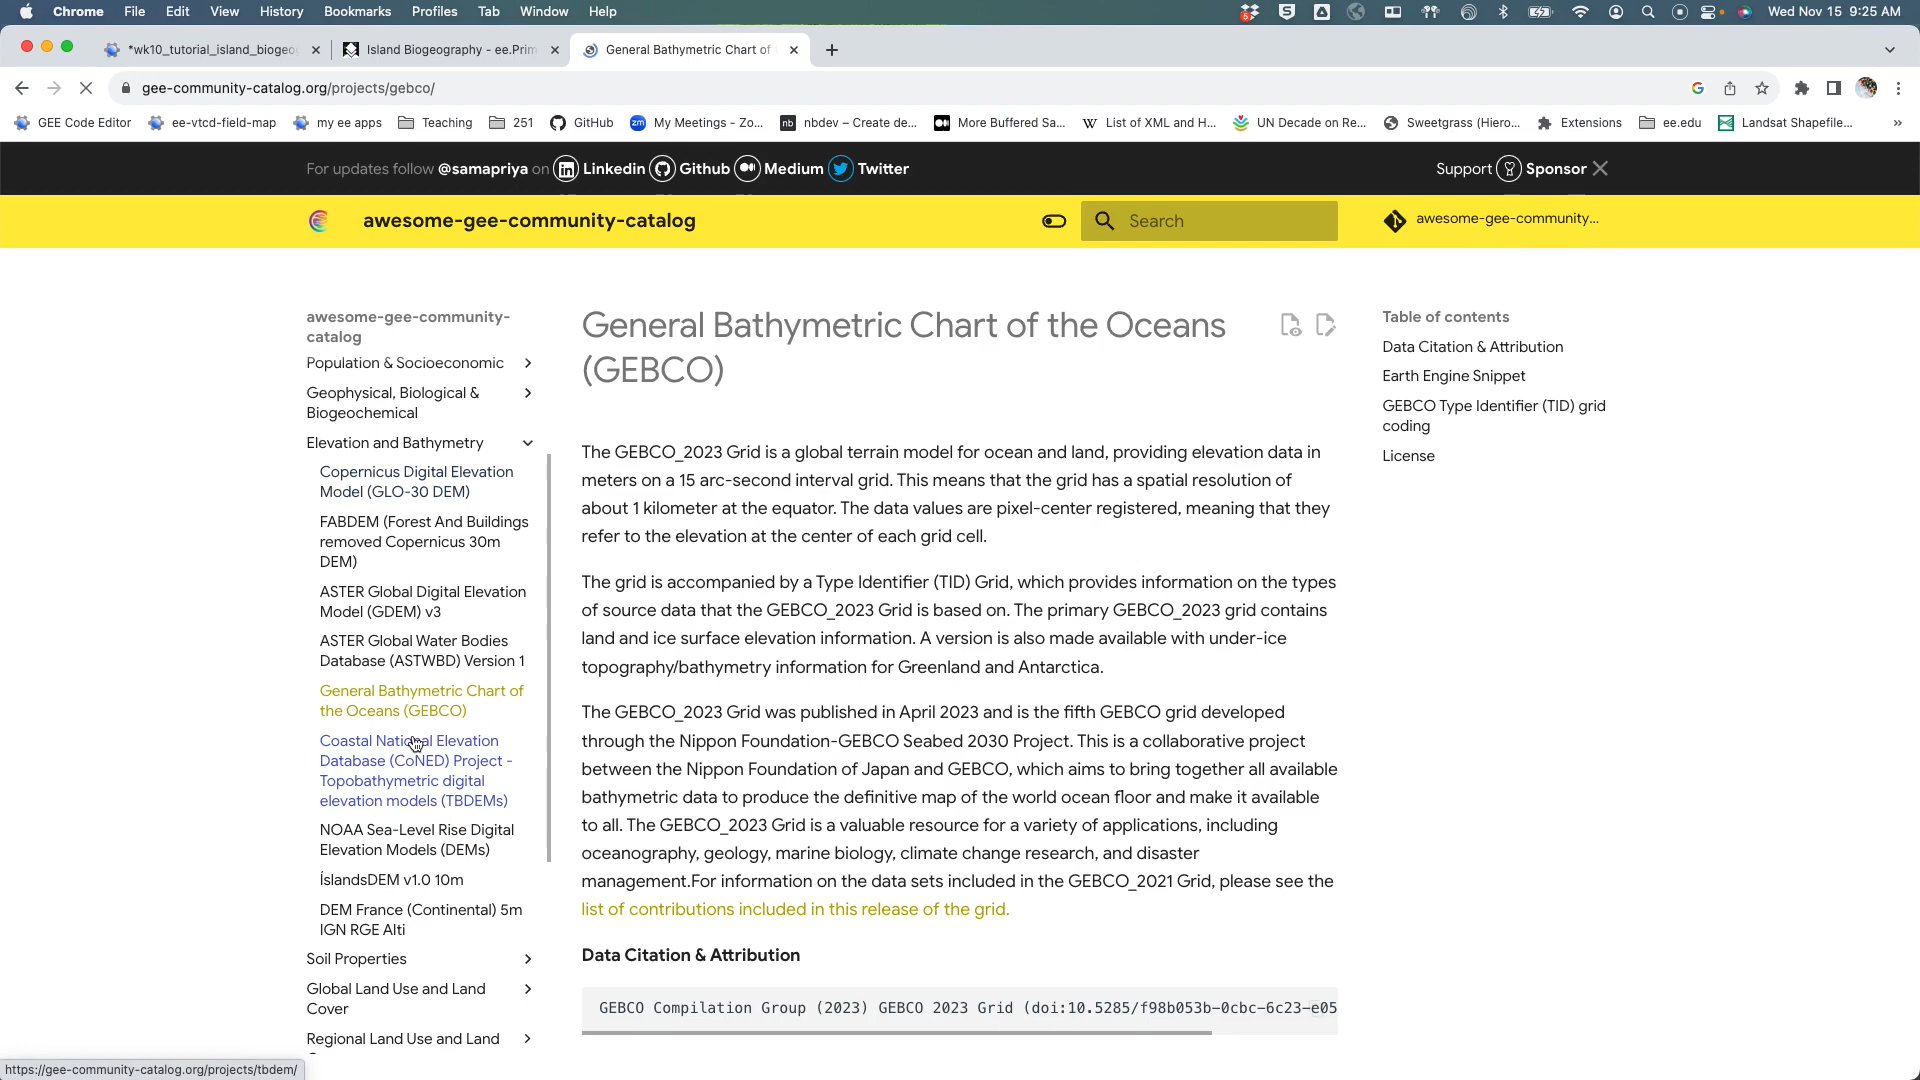 Chrome File Edit View History Bookmarks Profiles Tab Window Help Wed Nov 15 9:25 AM
*wk10_tutorial_island_biogeo
Island Biogeography - ee.Prim
General Bathymetric Chart of
gee-community-catalog.org/projects/gebco/
GEE Code Editor ee-vtcd-field-map my ee apps Teaching 251 GitHub My Meetings - Zo... nbdev – Create de... More Buffered Sa... List of XML and H... UN Decade on Re... Sweetgrass (Hiero... Extensions ee.edu Landsat Shapefile... »
For updates follow @samapriya on Linkedin Github Medium Twitter
Support Sponsor
awesome-gee-community-catalog
Search
awesome-gee-community...
awesome-gee-community-
catalog
Population & Socioeconomic
Geophysical, Biological &
Biogeochemical
Elevation and Bathymetry
Copernicus Digital Elevation
Model (GLO-30 DEM)
FABDEM (Forest And Buildings
removed Copernicus 30m
DEM)
ASTER Global Digital Elevation
Model (GDEM) v3
ASTER Global Water Bodies
Database (ASTWBD) Version 1
General Bathymetric Chart of
the Oceans (GEBCO)
Coastal National Elevation
Database (CoNED) Project -
Topobathymetric digital
elevation models (TBDEMs)
NOAA Sea-Level Rise Digital
Elevation Models (DEMs)
ÍslandsDEM v1.0 10m
DEM France (Continental) 5m
IGN RGE Alti
Soil Properties
Global Land Use and Land
Cover
Regional Land Use and Land
General Bathymetric Chart of the Oceans
(GEBCO)
The GEBCO_2023 Grid is a global terrain model for ocean and land, providing elevation data in
meters on a 15 arc-second interval grid. This means that the grid has a spatial resolution of
about 1 kilometer at the equator. The data values are pixel-center registered, meaning that they
refer to the elevation at the center of each grid cell.
The grid is accompanied by a Type Identifier (TID) Grid, which provides information on the types
of source data that the GEBCO_2023 Grid is based on. The primary GEBCO_2023 grid contains
land and ice surface elevation information. A version is also made available with under-ice
topography/bathymetry information for Greenland and Antarctica.
The GEBCO_2023 Grid was published in April 2023 and is the fifth GEBCO grid developed
through the Nippon Foundation-GEBCO Seabed 2030 Project. This is a collaborative project
between the Nippon Foundation of Japan and GEBCO, which aims to bring together all available
bathymetric data to produce the definitive map of the world ocean floor and make it available
to all. The GEBCO_2023 Grid is a valuable resource for a variety of applications, including
oceanography, geology, marine biology, climate change research, and disaster
management.For information on the data sets included in the GEBCO_2021 Grid, please see the
list of contributions included in this release of the grid.
Data Citation & Attribution
GEBCO Compilation Group (2023) GEBCO 2023 Grid (doi:10.5285/f98b053b-0cbc-6c23-e05
Table of contents
Data Citation & Attribution
Earth Engine Snippet
GEBCO Type Identifier (TID) grid
coding
License
https://gee-community-catalog.org/projects/tbdem/